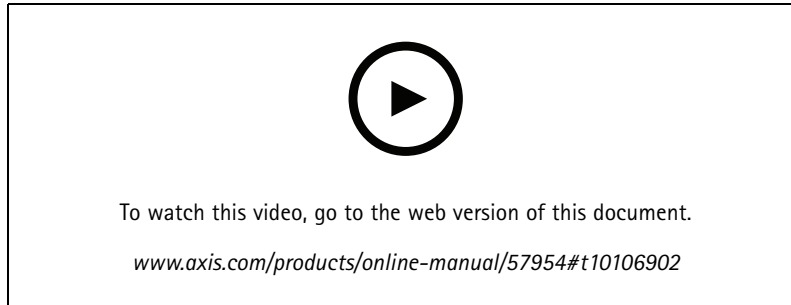 To watch this video, go to the web version of this document.
www.axis.com/products/online-manual/57954#t10106902